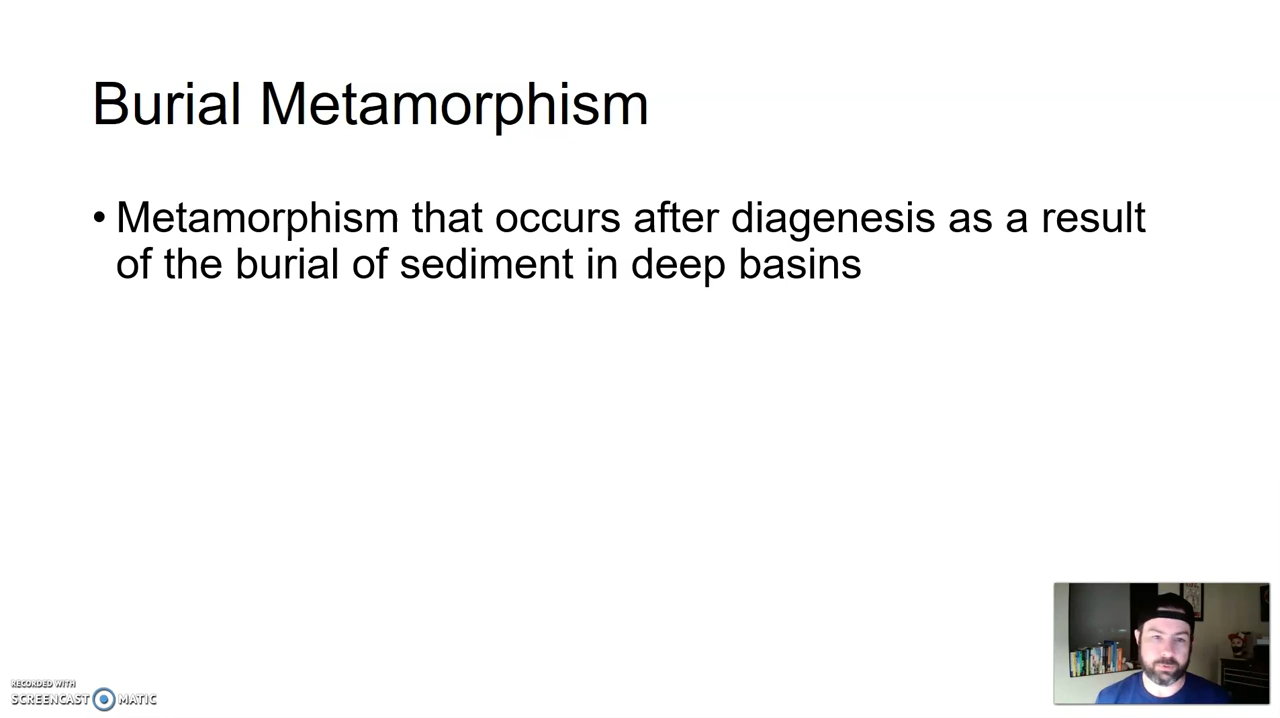 Burial Metamorphism
• Metamorphism that occurs after diagenesis as a result
of the burial of sediment in deep basins
RECORDED WITH
SCREENCAST MATIC